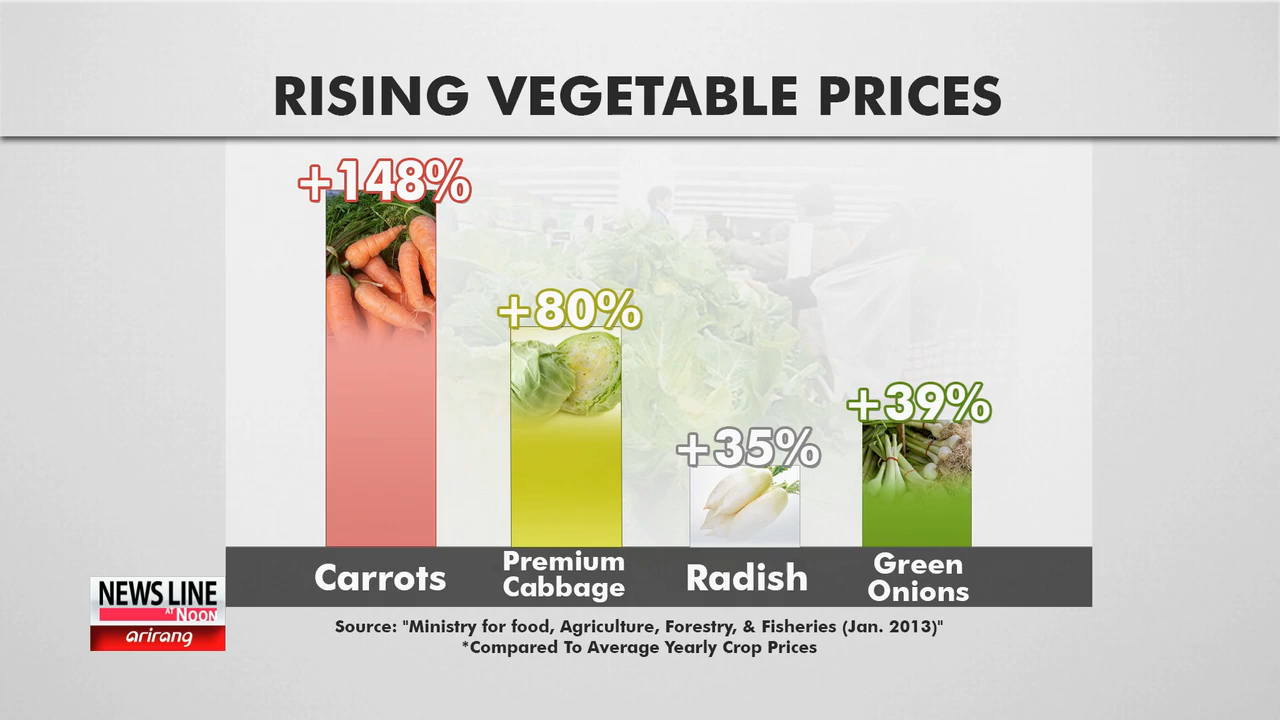 RISING VEGETABLE PRICES
+148%
+80%
+35%
+39%
Carrots
Premium
Cabbage
Radish
Green
Onions
NEWS LINE
AT NOON
arirang
Source: "Ministry for food, Agriculture, Forestry, & Fisheries (Jan. 2013)"
*Compared To Average Yearly Crop Prices